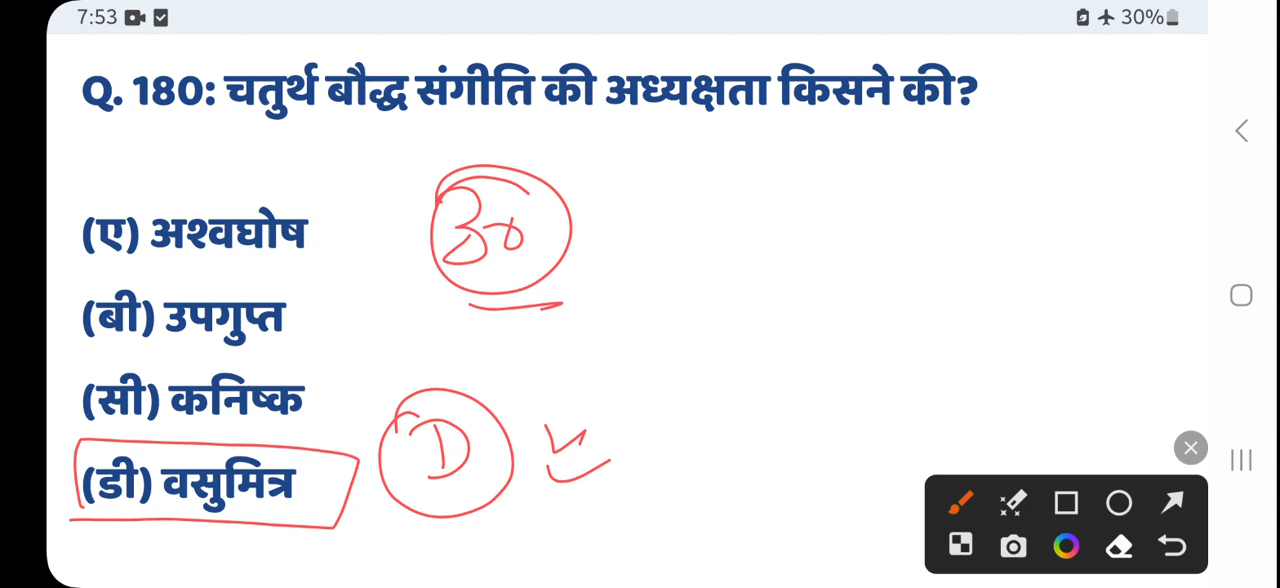 7:53 30%
Q. 180: चतुर्थ बौद्ध संगीति की अध्यक्षता किसने की?
(ए) अश्वघोष
(बी) उपगुप्त
(सी) कनिष्क
(डी) वसुमित्र
D